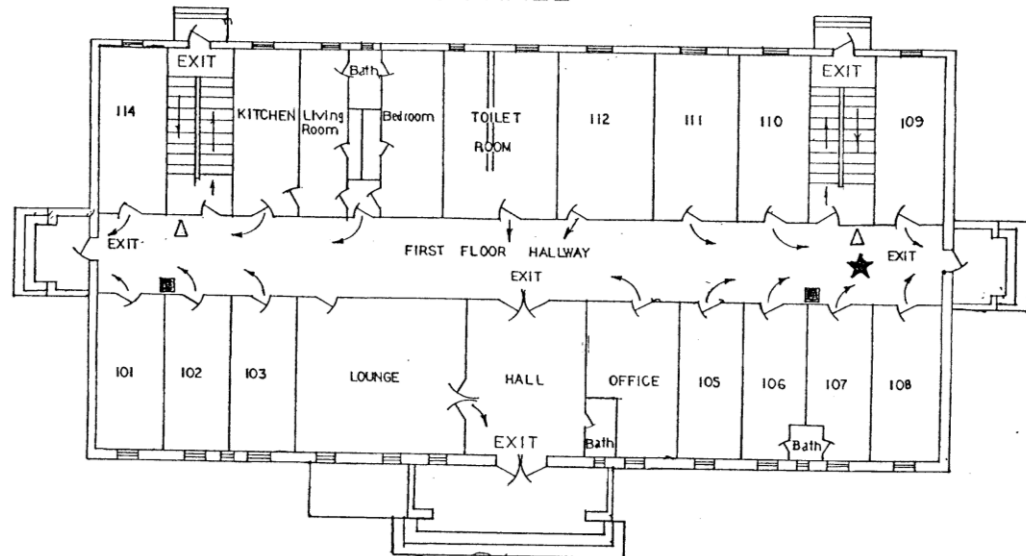 EXIT
EXIT
Bath
114
KITCHEN
Living
Room
Bedroom
TOILET
ROOM
112
111
110
109
EXIT
FIRST FLOOR HALLWAY
EXIT
EXIT
101
102
103
LOUNGE
HALL
OFFICE
105
106
107
108
EXIT
Bath
Bath